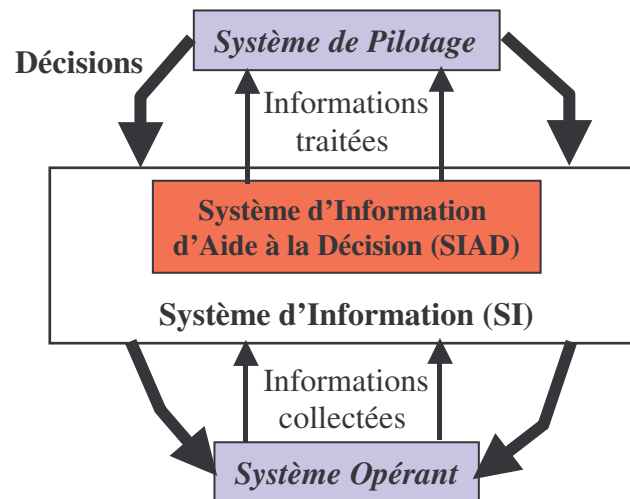 Système de Pilotage
Décisions
Informations
traitées
Système d’Information
d’Aide à la Décision (SIAD)
Système d’Information (SI)
Informations
collectées
Système Opérant